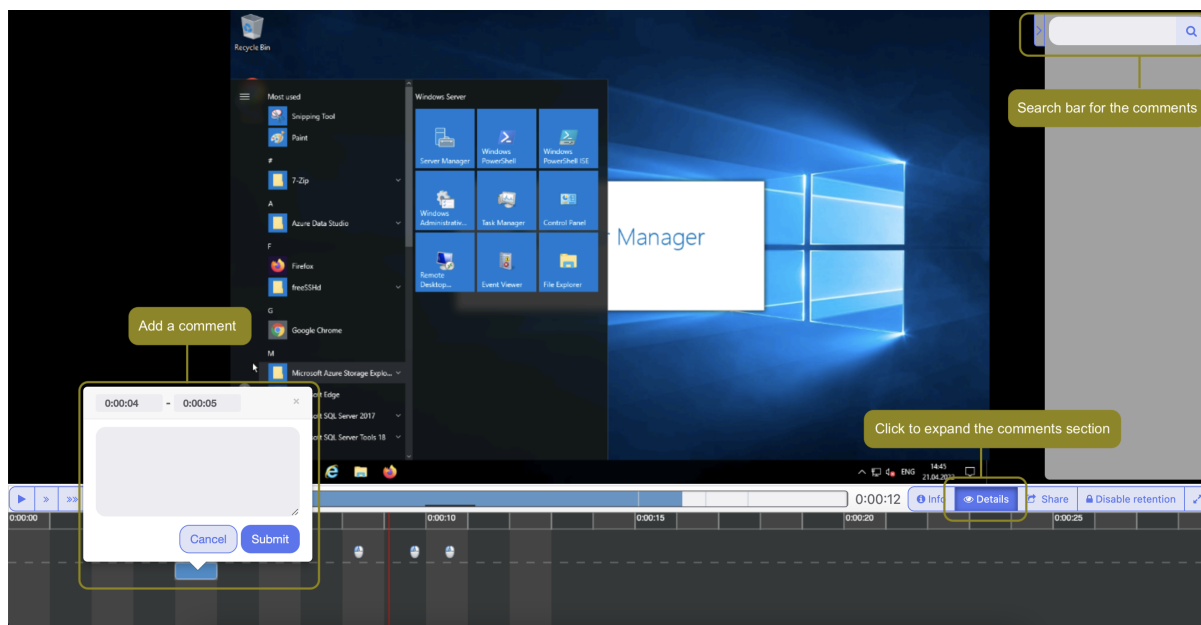 Recycle Bin
Search bar for the comments
Most used
Snipping Tool
Paint
#
7-Zip
A
Azure Data Studio
F
Firefox
freeSSHd
G
Google Chrome
M
Microsoft Azure Storage Explo...
Edge
SQL Server 2017
SQL Server Tools 18
Windows Server
Server Manager
Windows
PowerShell
Windows
PowerShell ISE
Windows
Administrativ...
Task Manager
Control Panel
Remote
Desktop...
Event Viewer
File Explorer
Manager
Add a comment
0:00:04 - 0:00:05 ×
Cancel
Submit
Click to expand the comments section
ENG
14:45
21.04.2022
0:00:12
Info
Details
Share
Disable retention
0:00:00
0:00:10
0:00:15
0:00:20
0:00:25